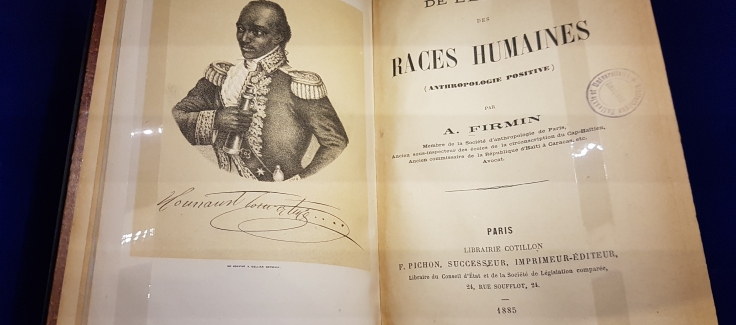 DE L'É
DES
RACES HUMAINES
(ANTHROPOLOGIE POSITIVE)
PAR
A. FIRMIN
Membre de la Société d'anthropologie de Paris,
Ancien sous-inspecteur des écoles de la circonscription du Cap-Haïtien,
Ancien commissaire de la République d'Haïti à Caracas, etc.
Avocat.
PARIS
LIBRAIRIE COTILLON
F. PICHON, SUCCESSEUR, IMPRIMEUR-ÉDITEUR,
Libraire du Conseil d'État et de la Société de Législation comparée,
24, RUE SOUFFLOT, 24.
1885